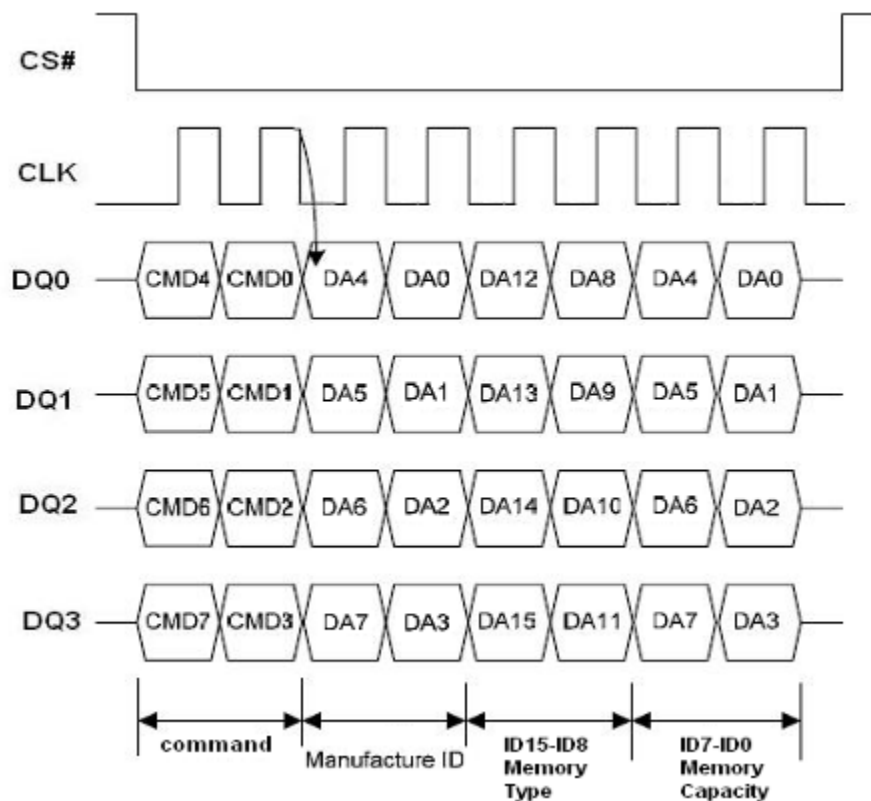 CS#
CLK
DQ0 CMD4 CMD0 DA4 DA0 DA12 DA8 DA4 DA0
DQ1 CMD5 CMD1 DA5 DA1 DA13 DA9 DA5 DA1
DQ2 CMD6 CMD2 DA6 DA2 DA14 DA10 DA6 DA2
DQ3 CMD7 CMD3 DA7 DA3 DA15 DA11 DA7 DA3
command
Manufacture ID
ID15-ID8
Memory
Type
ID7-ID0
Memory
Capacity